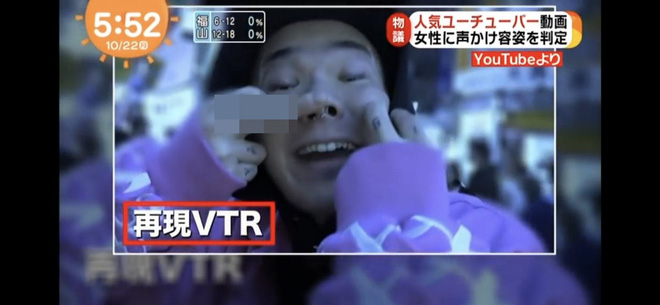 5:52
10/22(月)
福山
6-12 0%
12-18 0%
物議
人気ユーチューバー動画
女性に声かけ容姿を判定
YouTubeより
再現VTR
再現VTR